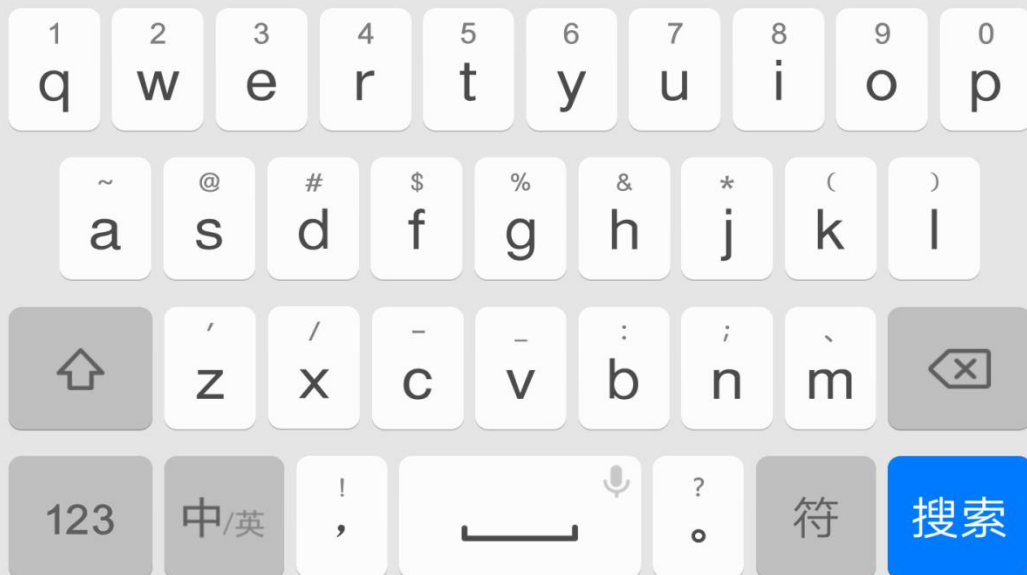 1 2 3 4 5 6 7 8 9 0
q w e r t y u i o p
~ @ # $ % & * ( )
a s d f g h j k l
′ / - _ : ; 、
z x c v b n m
! ?
123 中/英 , 。 符 搜索